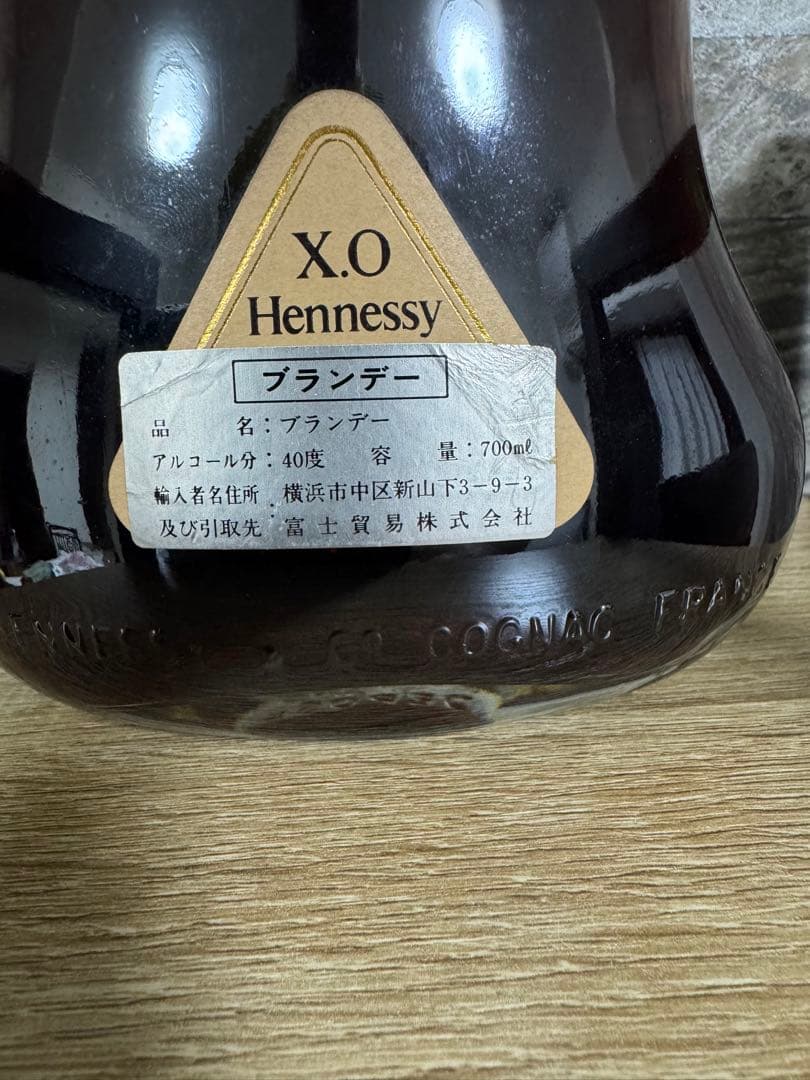 X.O
Hennessy
ブランデー
品 名：ブランデー
アルコール分：40度 容 量：700mℓ
輸入者名住所 横浜市中区新山下3-9-3
及び引取先：富士貿易株式会社
COGNAC FRANCE